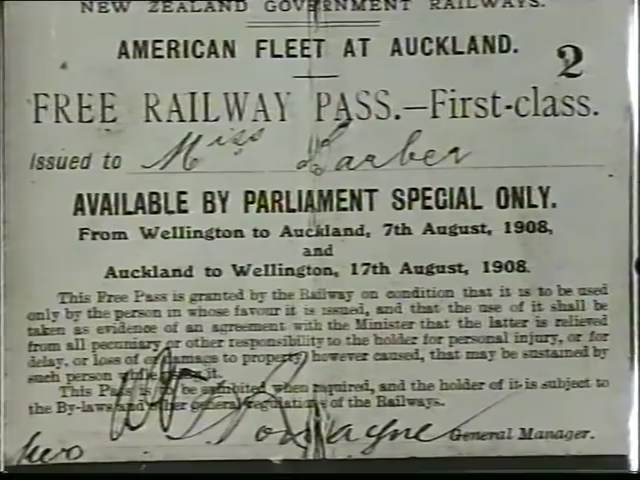 NEW ZEALAND GOVERNMENT RAILWAYS.
AMERICAN FLEET AT AUCKLAND.
2
FREE RAILWAY PASS.—First-class.
Issued to Miss
AVAILABLE BY PARLIAMENT SPECIAL ONLY.
From Wellington to Auckland, 7th August, 1908,
and
Auckland to Wellington, 17th August, 1908.
This Free Pass is granted by the Railway on condition that it is to be used
only by the person in whose favour it is issued, and that the use of it shall be
taken as evidence of an agreement with the Minister that the latter is relieved
from all pecuniary or other responsibility to the holder for personal injury, or for
delay, or loss of or damage to property, however caused, that may be sustained by
such person while using it.
This Pass is to be exhibited when required, and the holder of it is subject to
the By-laws and other general regulations of the Railways.
General Manager.